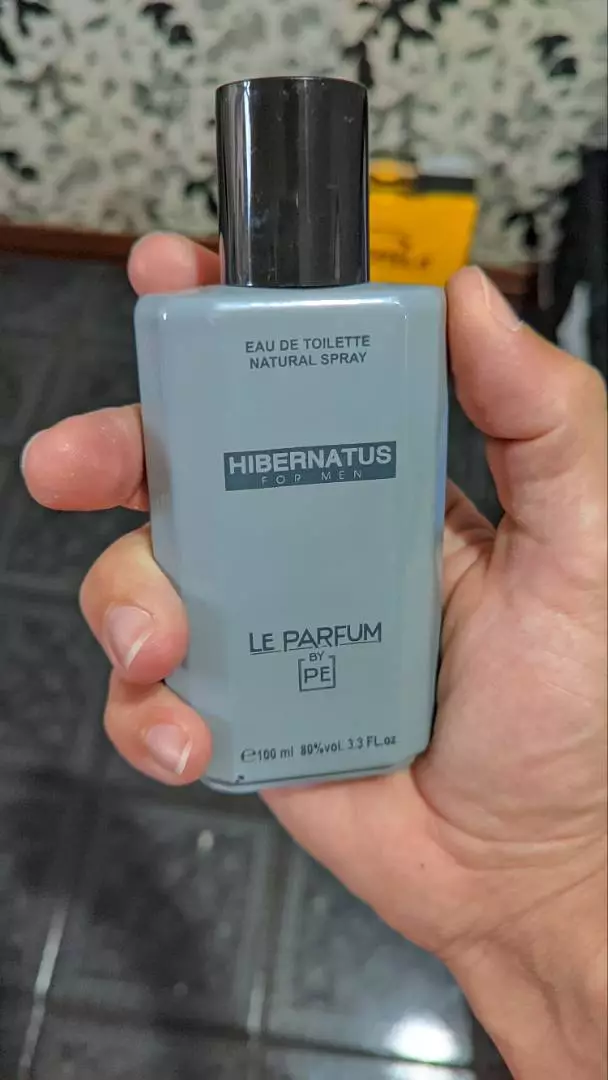 EAU DE TOILETTE
NATURAL SPRAY
HIBERNATUS
FOR MEN
LE PARFUM
BY
PE
℮100 ml 80%vol. 3.3 FL.oz